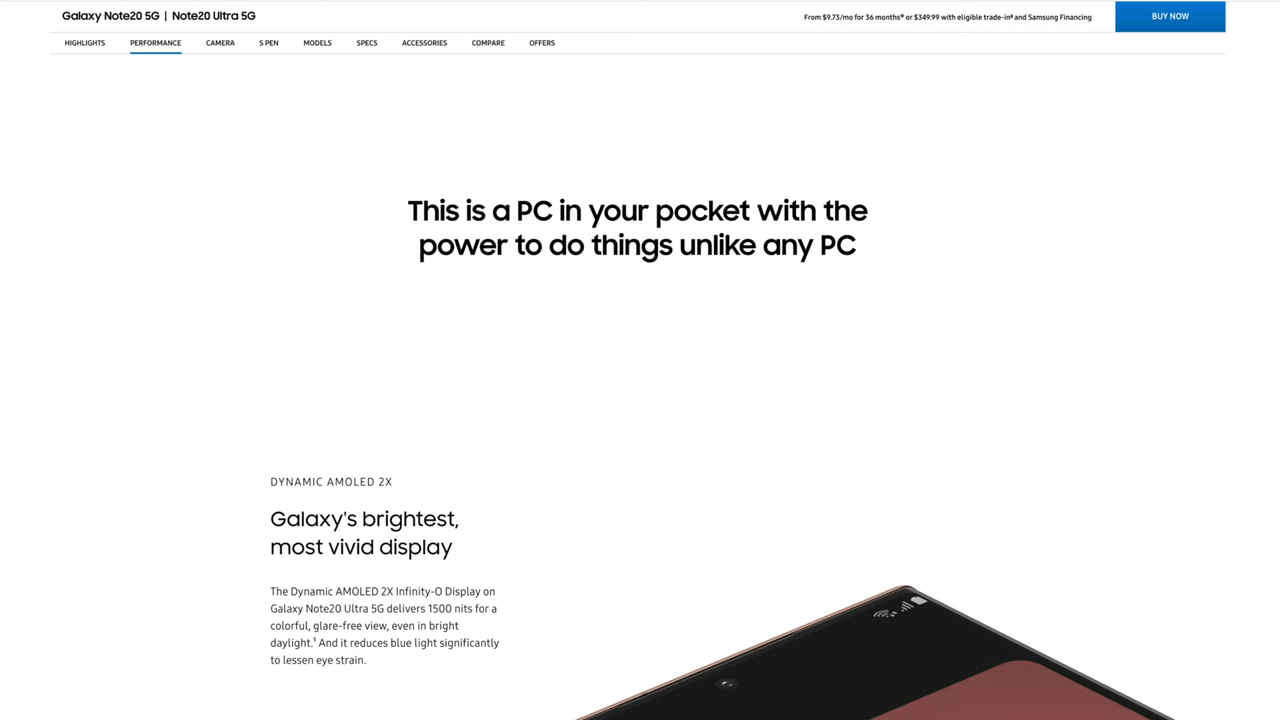 Galaxy Note20 5G | Note20 Ultra 5G
From $9.73/mo for 36 months⁰ or $349.99 with eligible trade-in⁰ and Samsung Financing
BUY NOW
HIGHLIGHTS PERFORMANCE CAMERA S PEN MODELS SPECS ACCESSORIES COMPARE OFFERS
This is a PC in your pocket with the
power to do things unlike any PC
DYNAMIC AMOLED 2X
Galaxy's brightest,
most vivid display
The Dynamic AMOLED 2X Infinity-O Display on
Galaxy Note20 Ultra 5G delivers 1500 nits for a
colorful, glare-free view, even in bright
daylight.¹ And it reduces blue light significantly
to lessen eye strain.